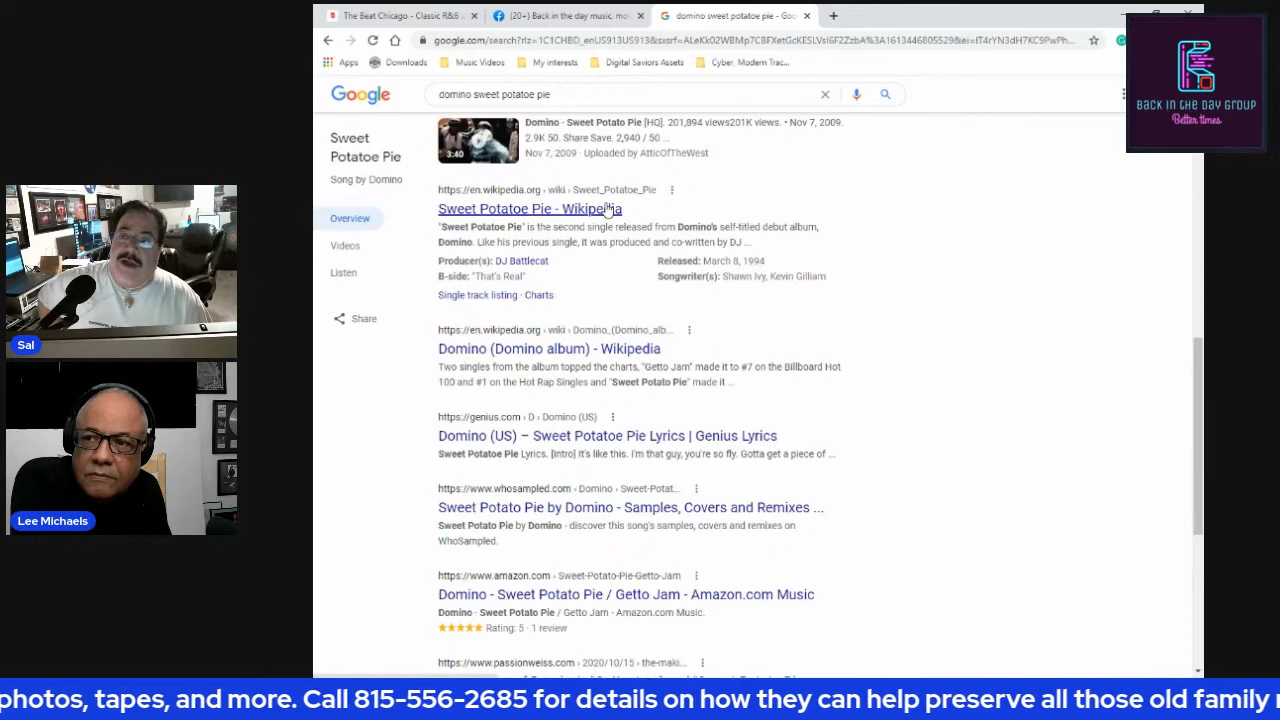 The Beat Chicago - Classic R&B
(20+) Back in the day music, mo
domino sweet potatoe pie - Goo
Apps
Downloads
Music Videos
My interests
Digital Saviors Assets
Cyber, Modern Trac...
Google
domino sweet potatoe pie
BACK IN THE DAY GROUP
Better times
Sweet
Potatoe Pie
Song by Domino
Overview
Videos
Listen
Share
3:40
Domino - Sweet Potato Pie [HQ]. 201,894 views201K views. • Nov 7, 2009.
2.9K 50. Share Save. 2,940 / 50 ...
Nov 7, 2009 · Uploaded by AtticOfTheWest
https://en.wikipedia.org › wiki › Sweet_Potatoe_Pie
Sweet Potatoe Pie - Wikipedia
"Sweet Potatoe Pie" is the second single released from Domino's self-titled debut album,
Domino. Like his previous single, it was produced and co-written by DJ ...
Producer(s): DJ Battlecat
Released: March 8, 1994
B-side: "That's Real"
Songwriter(s): Shawn Ivy, Kevin Gilliam
Single track listing · Charts
https://en.wikipedia.org › wiki › Domino_(Domino_alb...
Domino (Domino album) - Wikipedia
Two singles from the album topped the charts, "Getto Jam" made it to #7 on the Billboard Hot
100 and #1 on the Hot Rap Singles and "Sweet Potato Pie" made it ...
https://genius.com › D › Domino (US)
Domino (US) – Sweet Potatoe Pie Lyrics | Genius Lyrics
Sweet Potatoe Pie Lyrics. [Intro] It's like this. I'm that guy, you're so fly. Gotta get a piece of ...
https://www.whosampled.com › Domino › Sweet-Potat...
Sweet Potato Pie by Domino - Samples, Covers and Remixes ...
Sweet Potato Pie by Domino - discover this song's samples, covers and remixes on
WhoSampled.
https://www.amazon.com › Sweet-Potato-Pie-Getto-Jam
Domino - Sweet Potato Pie / Getto Jam - Amazon.com Music
Domino - Sweet Potato Pie / Getto Jam - Amazon.com Music.
Rating: 5 · 1 review
https://www.passionweiss.com › 2020/10/15 › the-maki...
Sal
Lee Michaels
photos, tapes, and more. Call 815-556-2685 for details on how they can help preserve all those old family